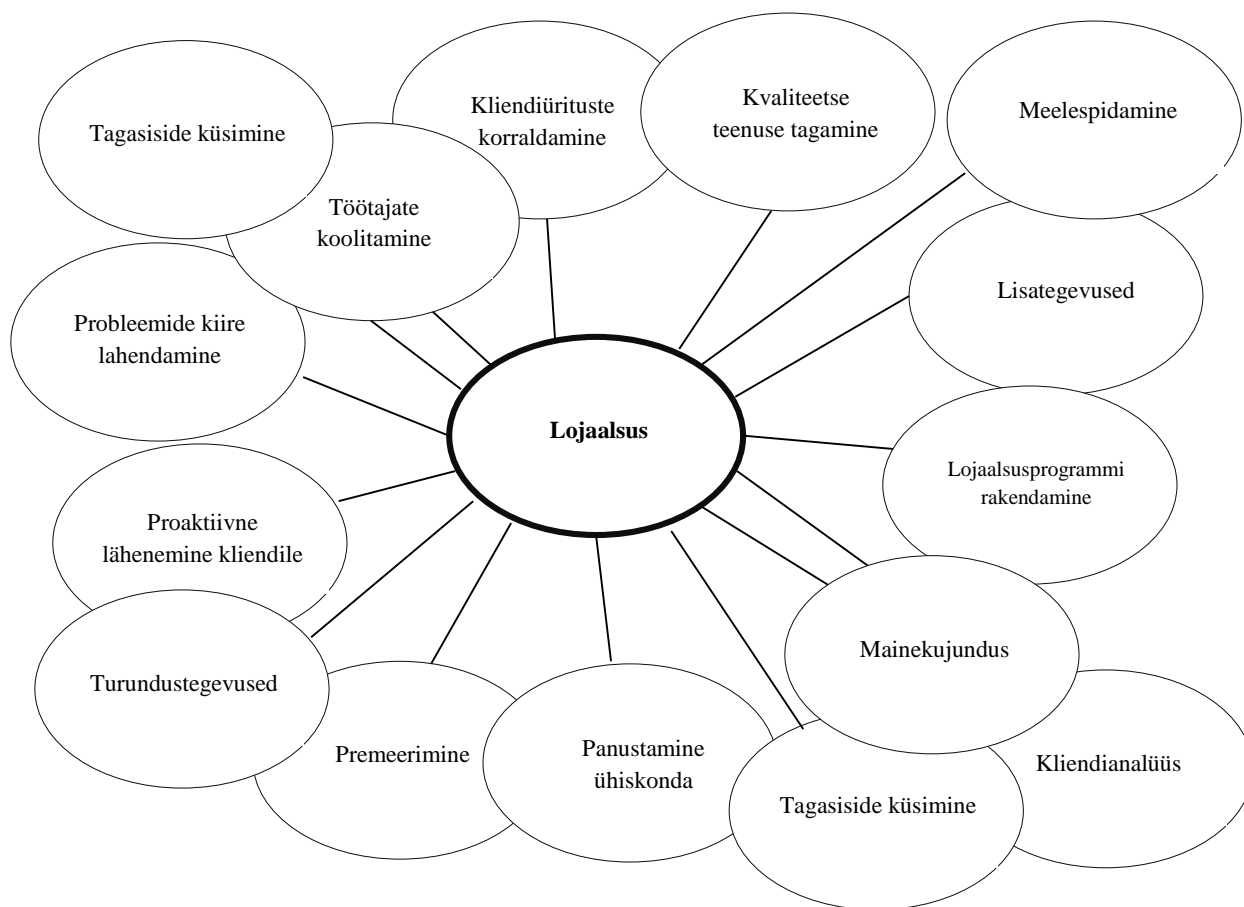 Kliendiürituste
korraldamine
Kvaliteetse
teenuse tagamine
Meelespidamine
Tagasiside küsimine
Töötajate
koolitamine
Lisategevused
Probleemide kiire
lahendamine
Lojaalsus
Lojaalsusprogrammi
rakendamine
Proaktiivne
lähenemine kliendile
Mainekujundus
Turundustegevused
Premeerimine
Panustamine
ühiskonda
Kliendianalüüs
Tagasiside küsimine